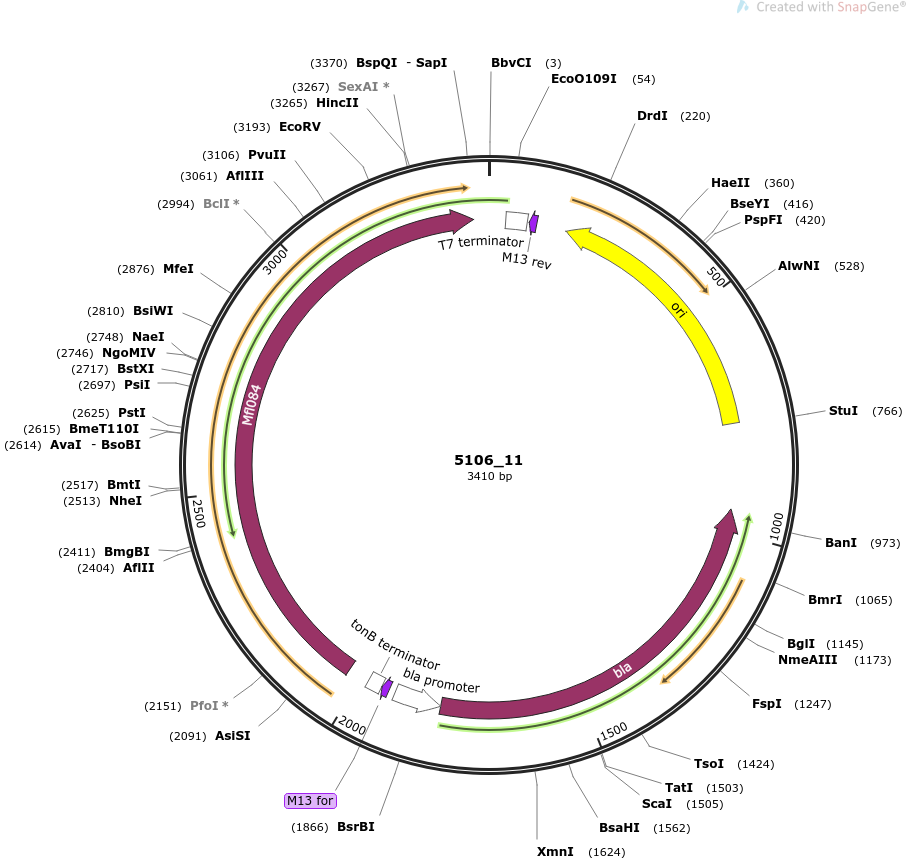 Created with SnapGene®
(3370) BspQI - SapI
(3267) SexAI *
(3265) HincII
(3193) EcoRV
(3106) PvuII
(3061) AflIII
(2994) BclI *
(2876) MfeI
(2810) BsiWI
(2748) NaeI
(2746) NgoMIV
(2717) BstXI
(2697) PsiI
(2625) PstI
(2615) BmeT110I
(2614) AvaI - BsoBI
(2517) BmtI
(2513) NheI
(2411) BmgBI
(2404) AflII
(2151) PfoI *
(2091) AsiSI
(1866) BsrBI
BbvCI (3)
EcoO109I (54)
DrdI (220)
HaeII (360)
BseYI (416)
PspFI (420)
AlwNI (528)
StuI (766)
BanI (973)
BmrI (1065)
BglI (1145)
NmeAIII (1173)
FspI (1247)
TsoI (1424)
TatI (1503)
ScaI (1505)
BsaHI (1562)
XmnI (1624)
T7 terminator
M13 rev
ori
500
1000
1500
2000
2500
3000
Mfl084
5106_11
3410 bp
tonB terminator
bla promoter
bla
M13 for